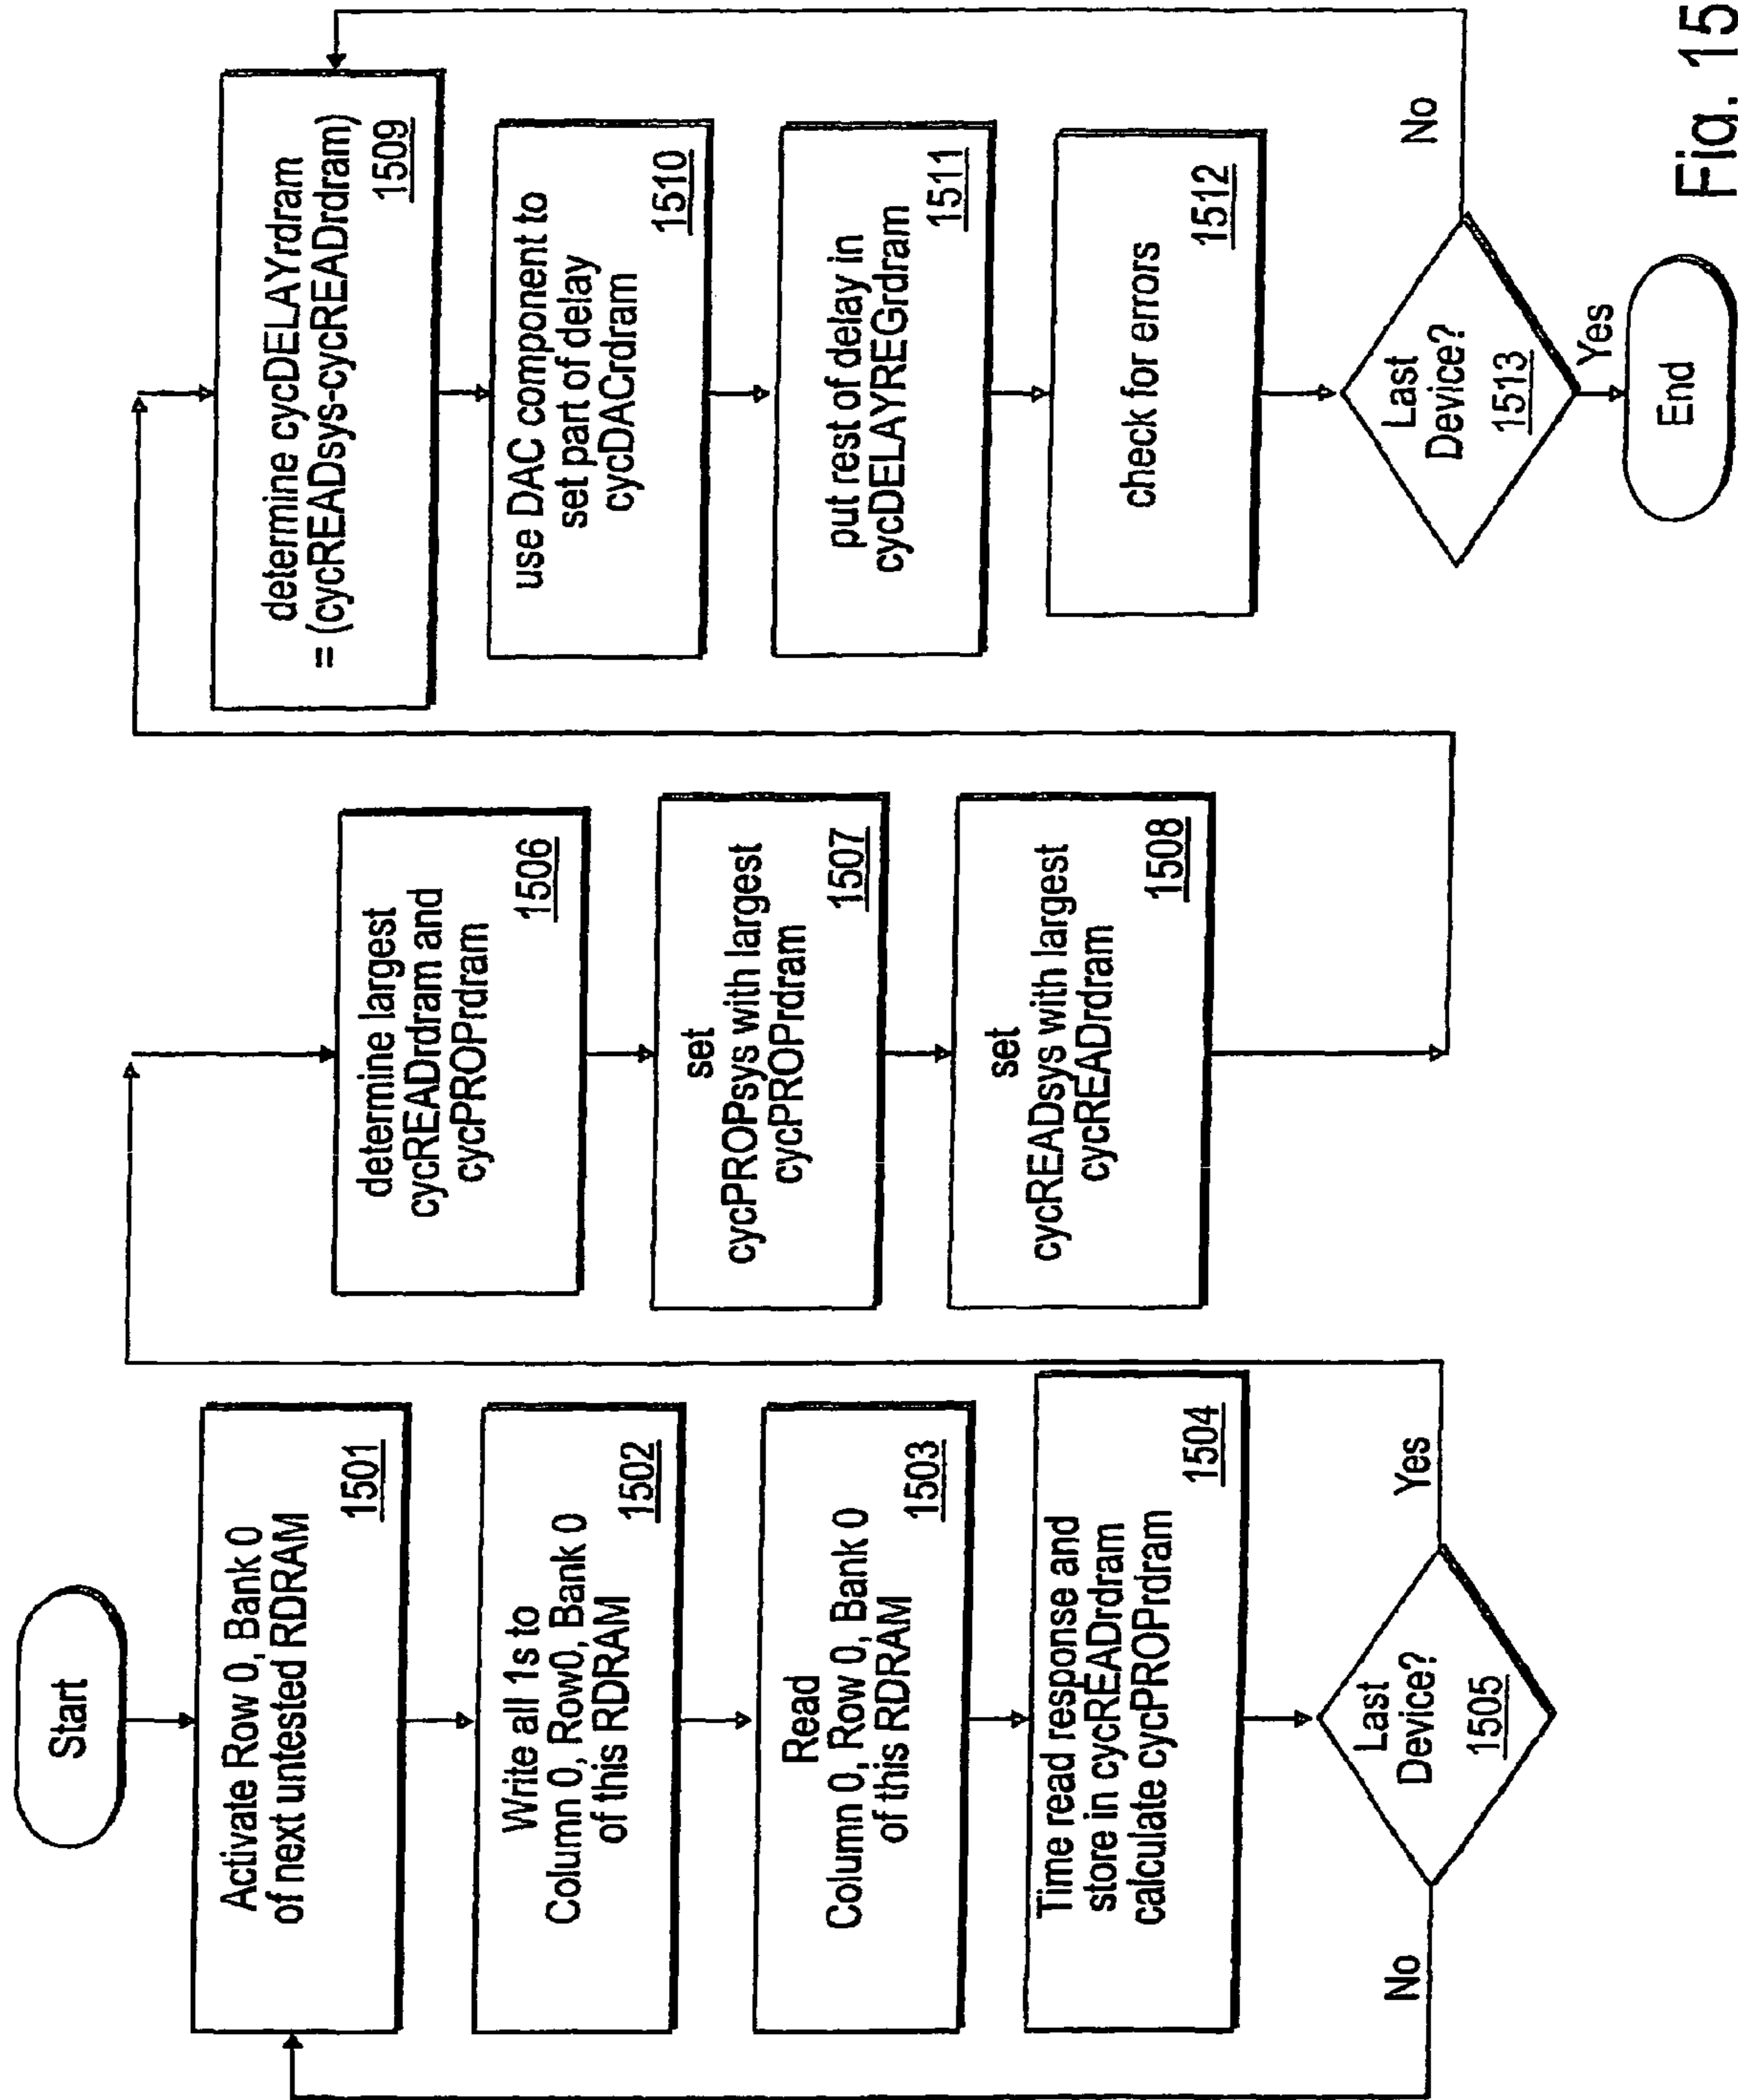 Start
Activate Row 0, Bank 0
of next untested RDRAM
1501
Write all 1s to
Column 0, Row0, Bank 0
of this RDRAM
1502
Read
Column 0, Row 0, Bank 0
of this RDRAM
1503
Time read response and
store in cycREADrdram
calculate cycPROPrdram
1504
Last
Device?
1505
No
Yes
determine largest
cycREADrdram and
cycPROPrdram
1506
set
cycPROPsys with largest
cycPROPrdram
1507
set
cycREADsys with largest
cycREADrdram
1508
determine cycDELAYrdram
= (cycREADsys-cycREADrdram)
1509
use DAC component to
set part of delay
cycDACrdram
1510
put rest of delay in
cycDELAYREGrdram
1511
check for errors
1512
Last
Device?
1513
No
Yes
End
Fig. 15